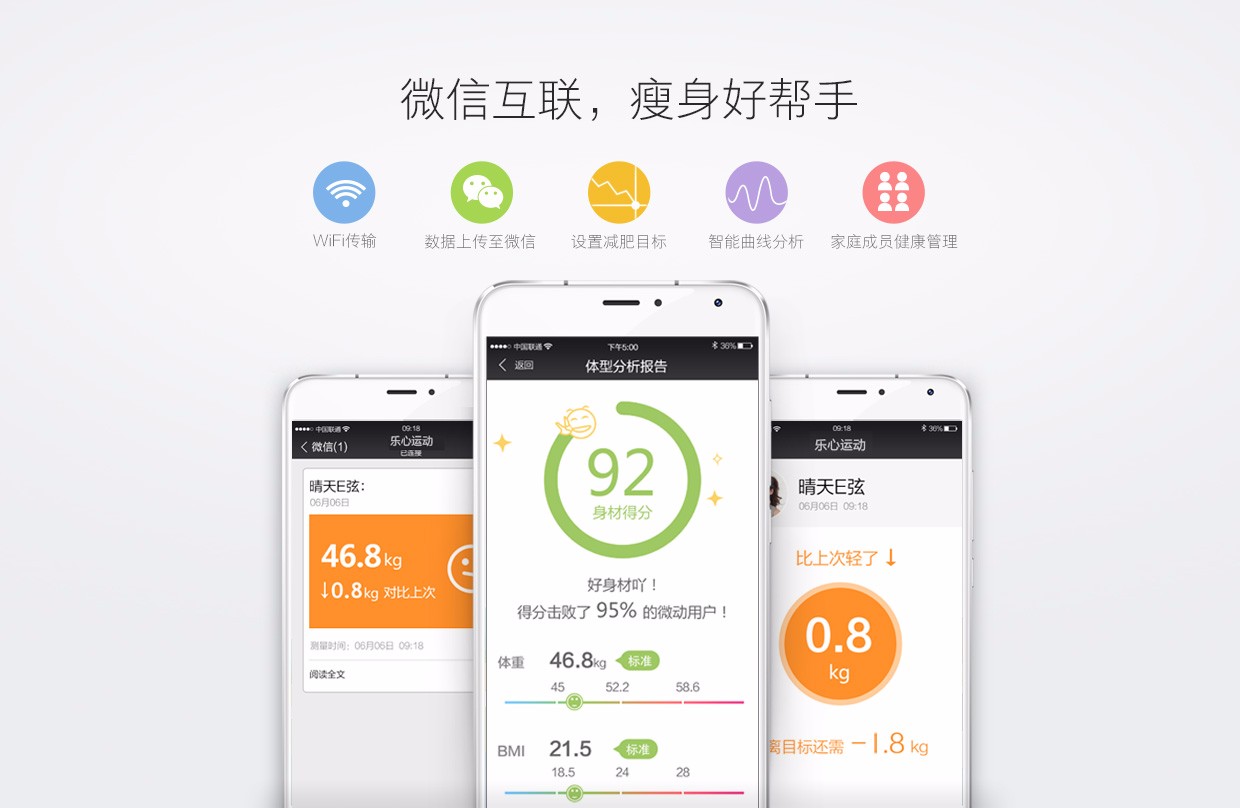 微信互联，瘦身好帮手
WiFi传输
数据上传至微信
设置减肥目标
智能曲线分析
家庭成员健康管理
中国联通
09:18
微信(1)
乐心运动
已连接
晴天E弦：
06月06日
46.8kg
↓0.8kg 对比上次
测量时间：06月06日 09:18
阅读全文
中国联通
下午5:00
36%
返回
体型分析报告
92
身材得分
好身材吖！
得分击败了 95% 的微动用户！
体重
46.8kg
标准
45 52.2 58.6
BMI
21.5
标准
18.5 24 28
09:18
36%
乐心运动
晴天E弦
06月06日 09:18
比上次轻了↓
0.8
kg
离目标还需 -1.8 kg